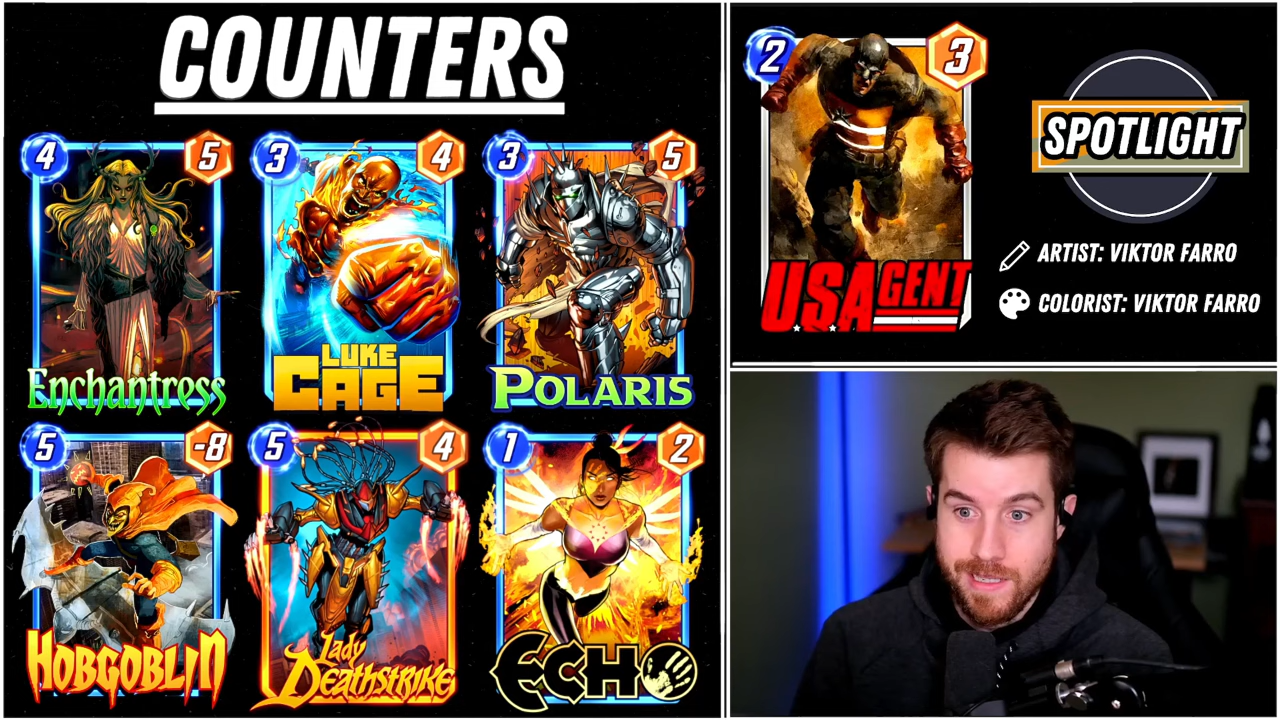 COUNTERS
4 5
Enchantress
3 4
LUKE
CAGE
3 5
POLARIS
5 -8
HOBGOBLIN
5 4
Lady
Deathstrike
1 2
ECHO
2 3
USAGENT
SPOTLIGHT
ARTIST: VIKTOR FARRO
COLORIST: VIKTOR FARRO